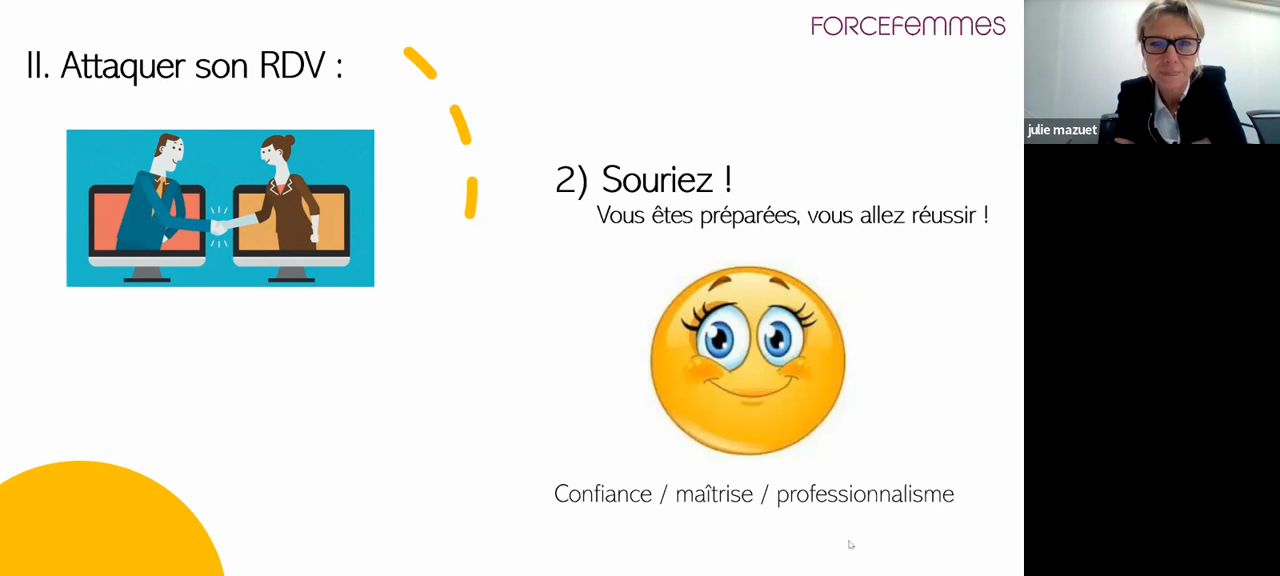 FORCEFEMMES
II. Attaquer son RDV :
julie mazuet
2) Souriez !
Vous êtes préparées, vous allez réussir !
Confiance / maîtrise / professionnalisme